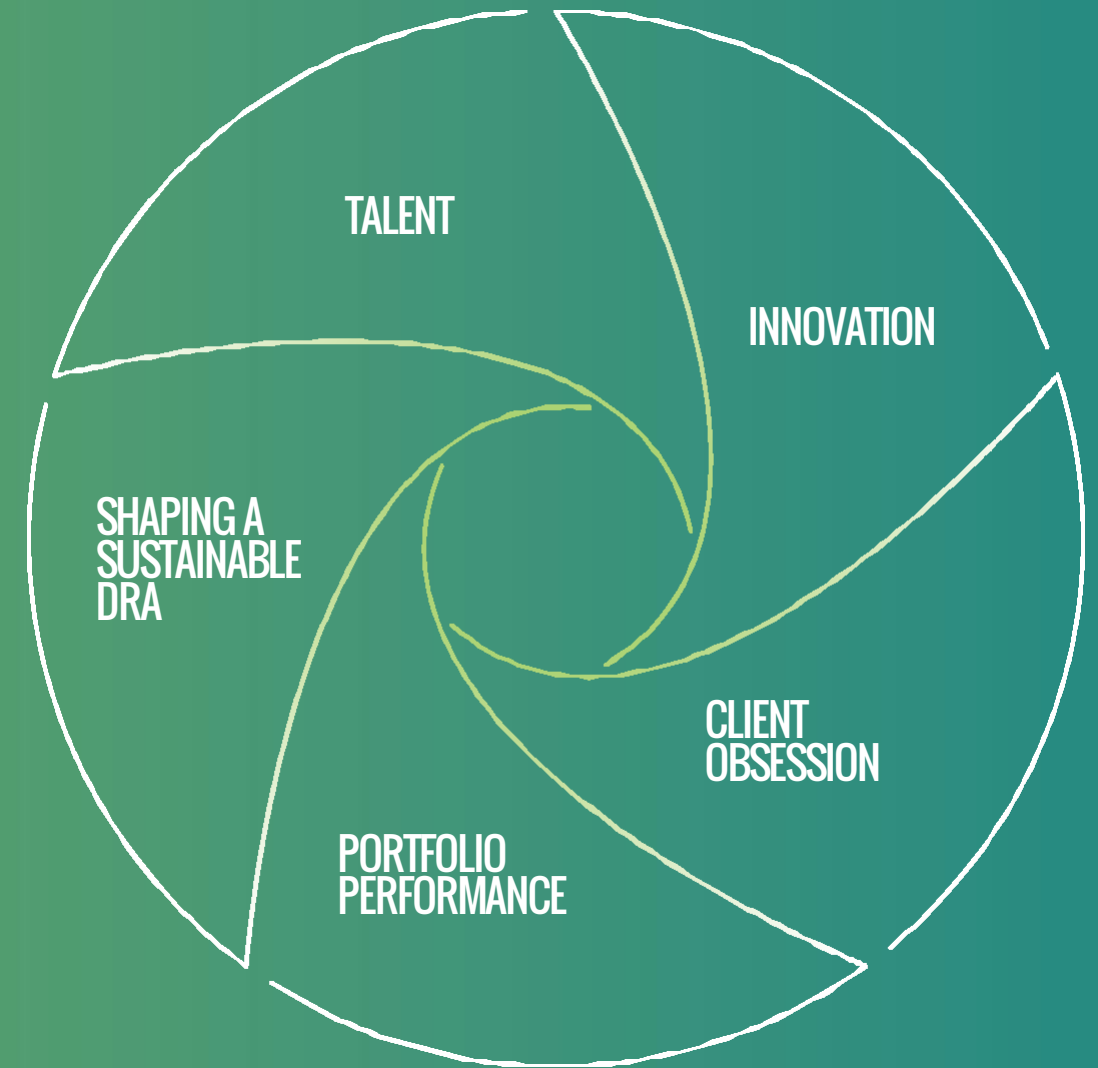 TALENT
INNOVATION
SHAPING A
SUSTAINABLE
DRA
CLIENT
OBSESSION
PORTFOLIO
PERFORMANCE